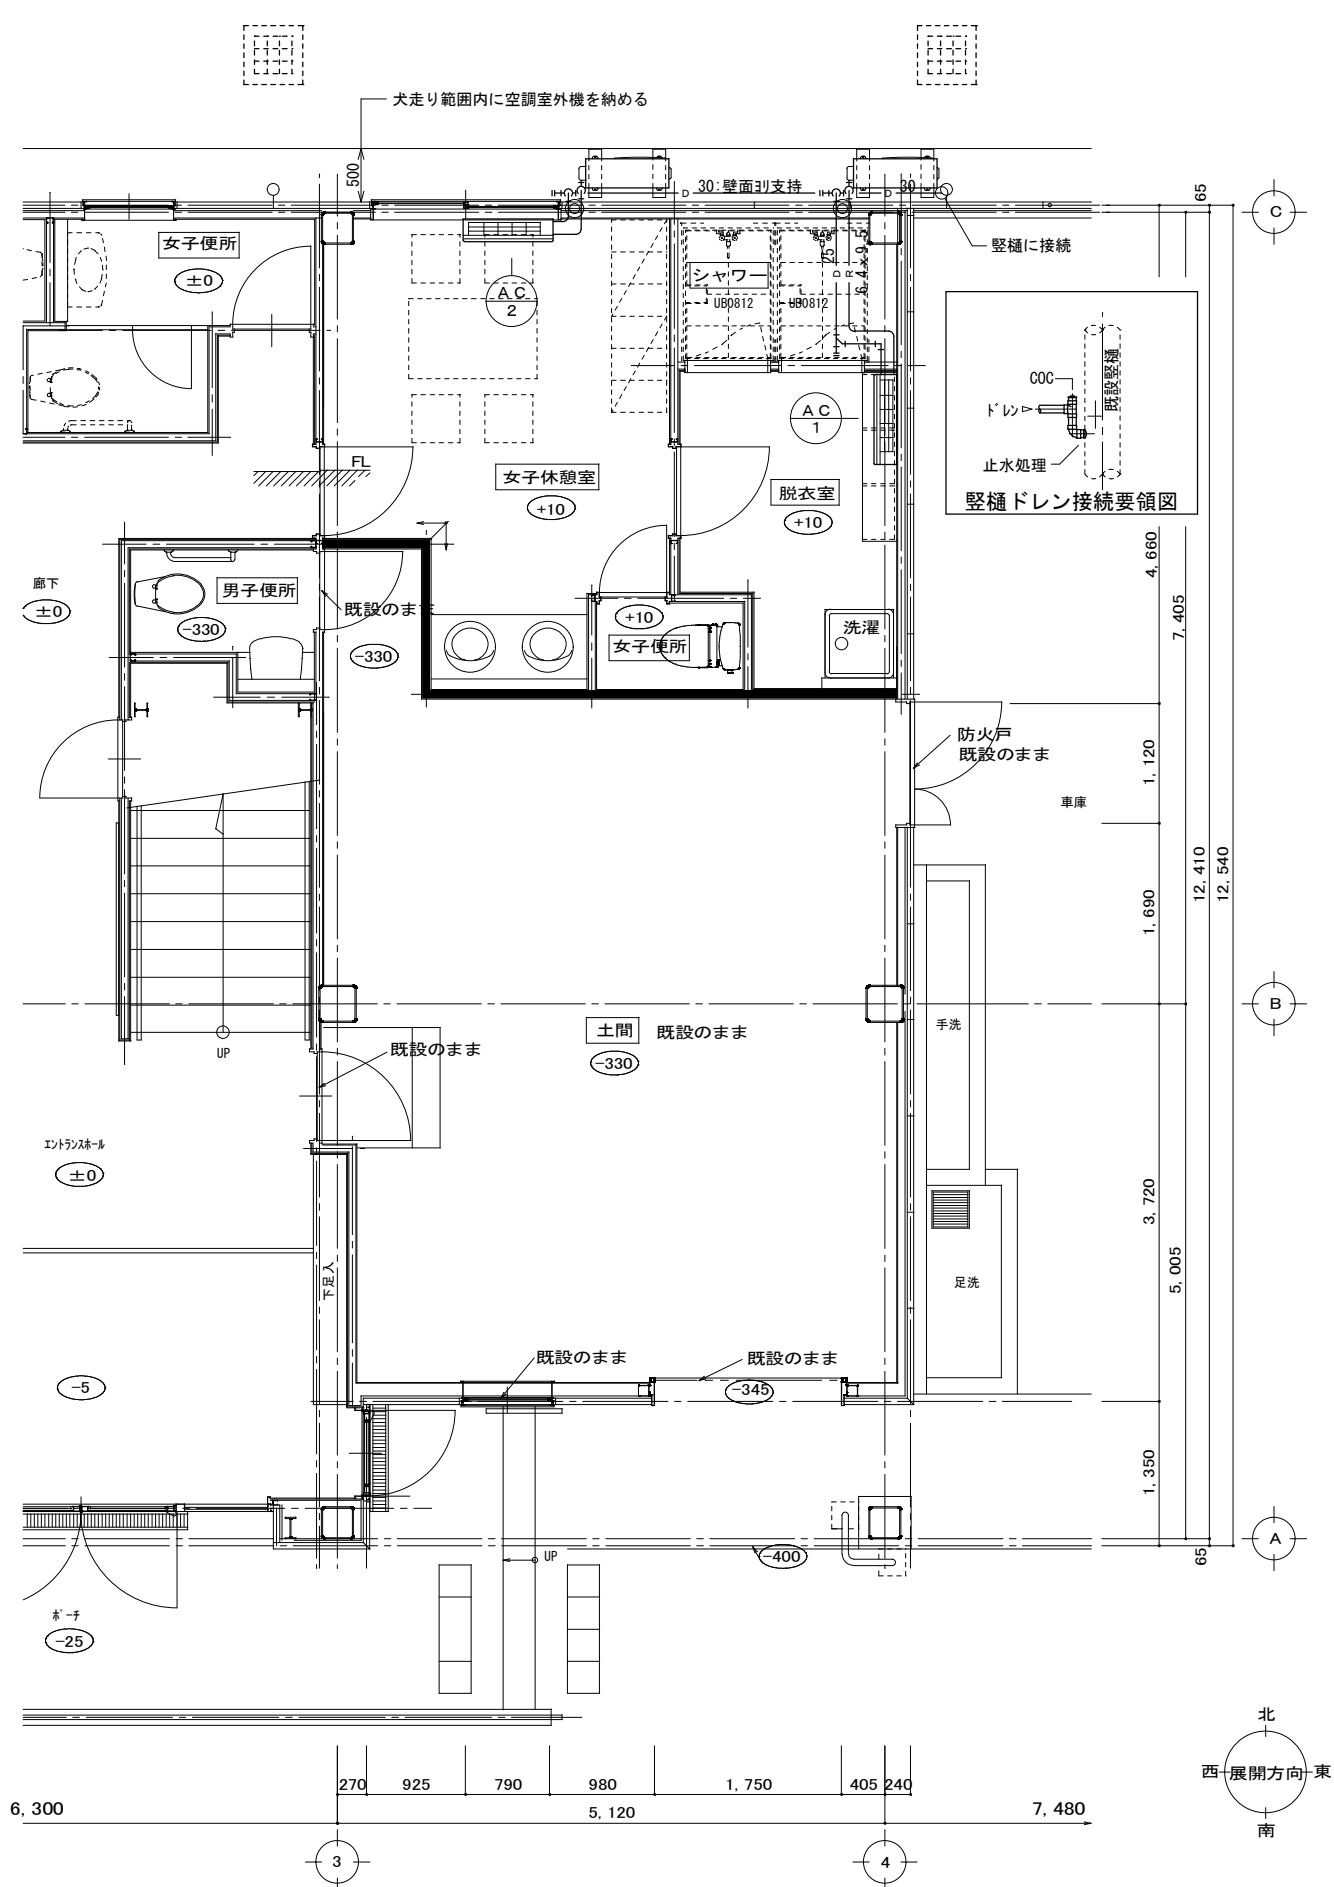 犬走り範囲内に空調室外機を納める
500
30:壁面ﾖﾘ支持
D
D
30
65
C
竪樋に接続
女子便所
±0
AC
2
シャワー
UB0812
UB0812
25
D
R
6.4x9.5
COC
ﾄﾞﾚﾝ
既設竪樋
止水処理
竪樋ドレン接続要領図
AC
1
FL
女子休憩室
+10
脱衣室
+10
4,660
7,405
廊下
±0
男子便所
-330
既設のまま
-330
+10
女子便所
洗濯
防火戸
既設のまま
1,120
車庫
12,410
12,540
1,690
B
土間
既設のまま
-330
手洗
UP
既設のまま
ｴﾝﾄﾗﾝｽﾎｰﾙ
±0
3,720
5,005
下足入
足洗
既設のまま
既設のまま
-345
-5
1,350
A
UP
-400
65
ﾎﾟｰﾁ
-25
北
西
展開方向
東
南
270
925
790
980
1,750
405
240
6,300
5,120
7,480
3
4